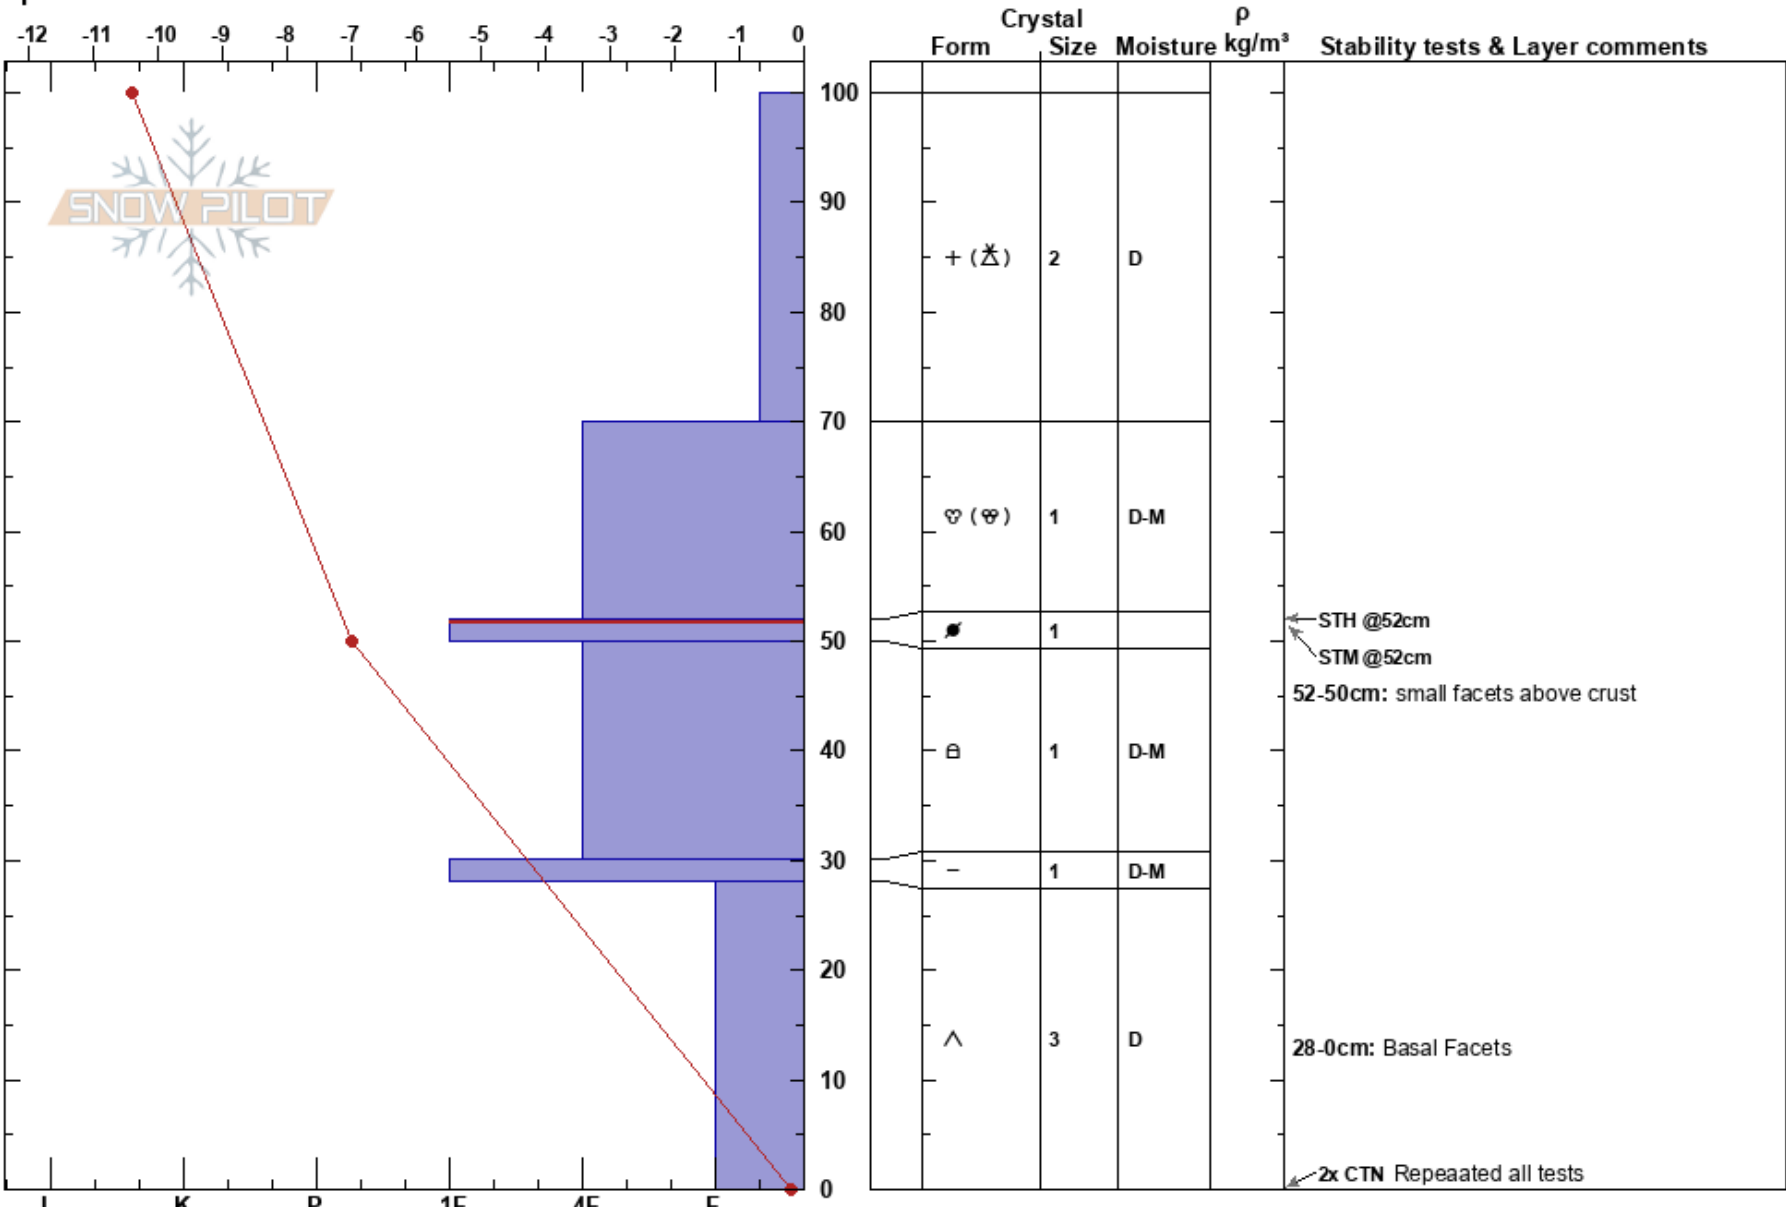 Crystal ρ
-12 -11 -10 -9 -8 -7 -6 -5 -4 -3 -2 -1 0 Form Size Moisture kg/m³ Stability tests & Layer comments
100
SNOW PILOT
90
+ ( ) 2 D
80
70
60 ( ) 1 D-M
STH @52cm
50 1
STM @52cm
52-50cm: small facets above crust
40 1 D-M
30 - 1 D-M
20
Λ 3 D
28-0cm: Basal Facets
10
2x CTN Repeaated all tests
0
I K P 1F 4F F